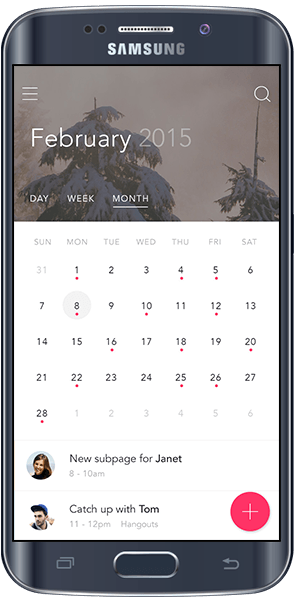 SAMSUNG
February 2015
DAY WEEK MONTH
SUN MON TUE WED THU FRI SAT
31 1 2 3 4 5 6
7 8 9 10 11 12 13
14 15 16 17 18 19 20
21 22 23 24 25 26 27
28 1 2 3 4 5 6
New subpage for Janet
8 - 10am
Catch up with Tom
11 - 12pm Hangouts